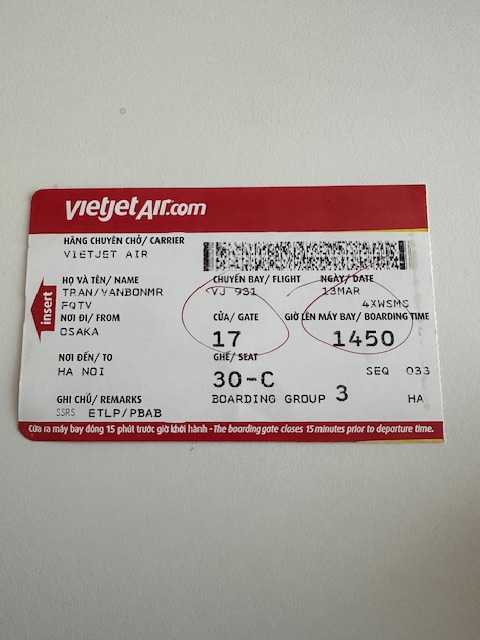 vietjetAir.com
HÃNG CHUYÊN CHỞ/ CARRIER
VIETJET AIR
HỌ VÀ TÊN/ NAME
TRAN/VANBONMR
FQTV
CHUYẾN BAY/ FLIGHT
VJ 931
NGÀY/ DATE
13MAR
4XWSMS
NƠI ĐI/ FROM
OSAKA
CỬA/ GATE
17
GIỜ LÊN MÁY BAY/ BOARDING TIME
1450
NƠI ĐẾN/ TO
HA NOI
GHẾ/ SEAT
30-C
SEQ 033
GHI CHÚ/ REMARKS
SSRS ETLP/PBAB
BOARDING GROUP 3
HA
insert
Cửa ra máy bay đóng 15 phút trước giờ khởi hành - The boarding gate closes 15 minutes prior to departure time.